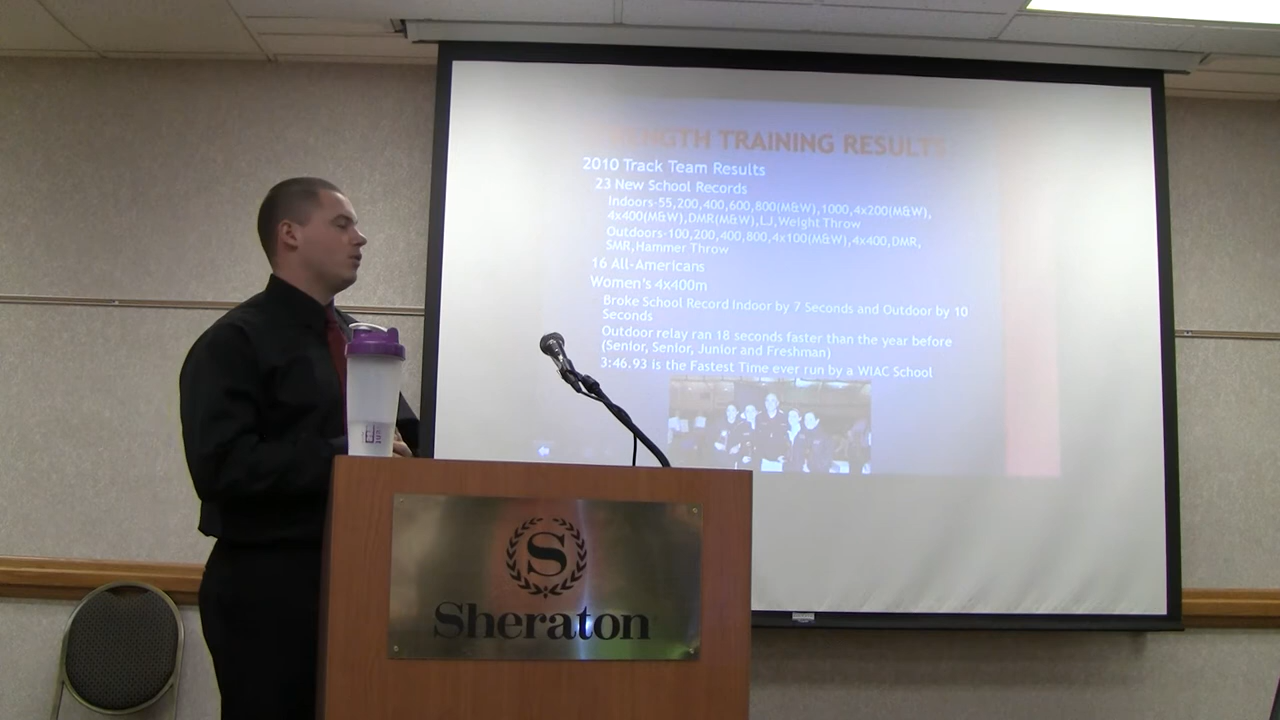 STRENGTH TRAINING RESULTS
2010 Track Team Results
23 New School Records
Indoors-55,200,400,600,800(M&W),1000,4x200(M&W),
4x400(M&W),DMR(M&W),LJ,Weight Throw
Outdoors-100,200,400,800,4x100(M&W),4x400,DMR,
SMR,Hammer Throw
16 All-Americans
Women's 4x400m
Broke School Record Indoor by 7 Seconds and Outdoor by 10
Seconds
Outdoor relay ran 18 seconds faster than the year before
(Senior, Senior, Junior and Freshman)
3:46.93 is the Fastest Time ever run by a WIAC School
S
Sheraton